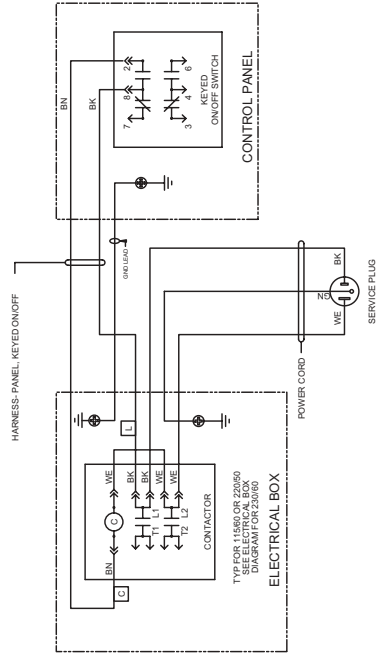 HARNESS- PANEL, KEYED ON/OFF
BN
BK
2
8
7
6
4
3
KEYED
ON/OFF SWITCH
CONTROL PANEL
GND LEAD
L
C
BN
C
WE
BK
BK
WE
WE
T1
L1
T2
L2
CONTACTOR
TYP.FOR 115/60 OR 220/50
SEE ELECTRICAL BOX
DIAGRAM FOR 230/60
ELECTRICAL BOX
POWER CORD
WE
GN
BK
SERVICE PLUG